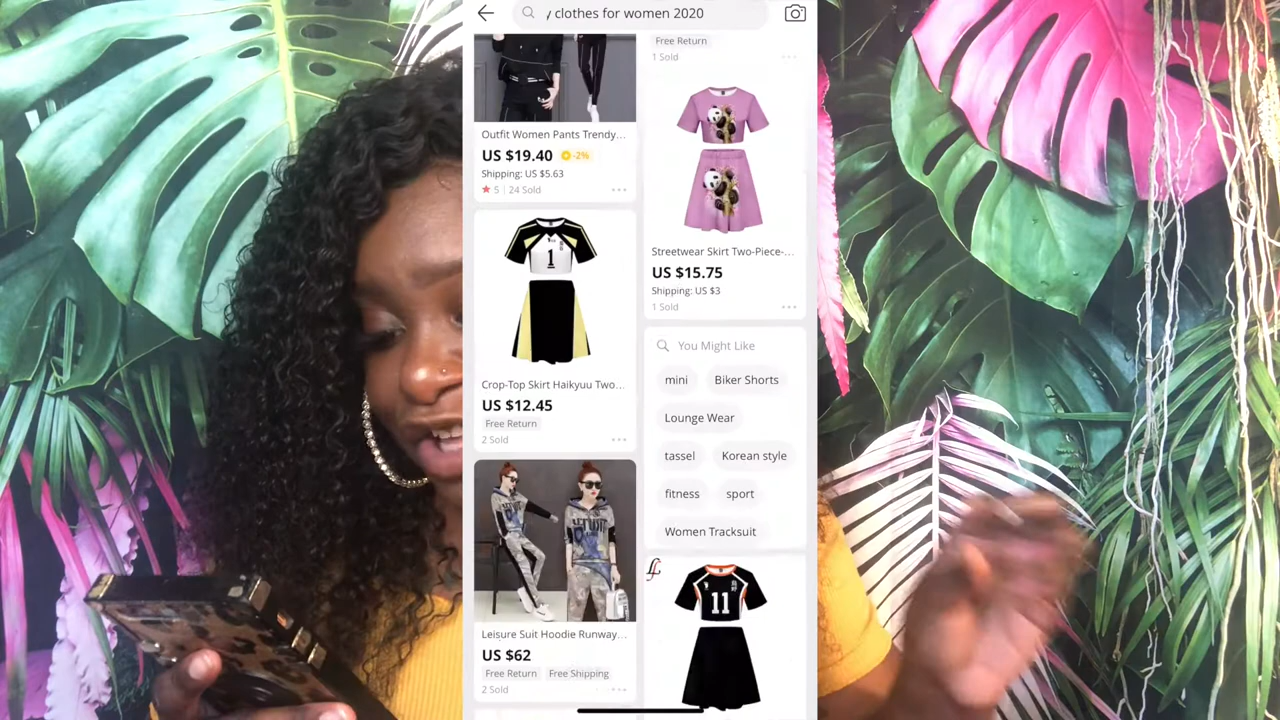 clothes for women 2020
Outfit Women Pants Trendy...
US $19.40 -2%
Shipping: US $5.63
5 | 24 Sold
1
Crop-Top Skirt Haikyuu Two...
US $12.45
Free Return
2 Sold
Leisure Suit Hoodie Runway...
US $62
Free Return Free Shipping
2 Sold
Free Return
1 Sold
Streetwear Skirt Two-Piece-...
US $15.75
Shipping: US $3
1 Sold
You Might Like
mini Biker Shorts
Lounge Wear
tassel Korean style
fitness sport
Women Tracksuit
11